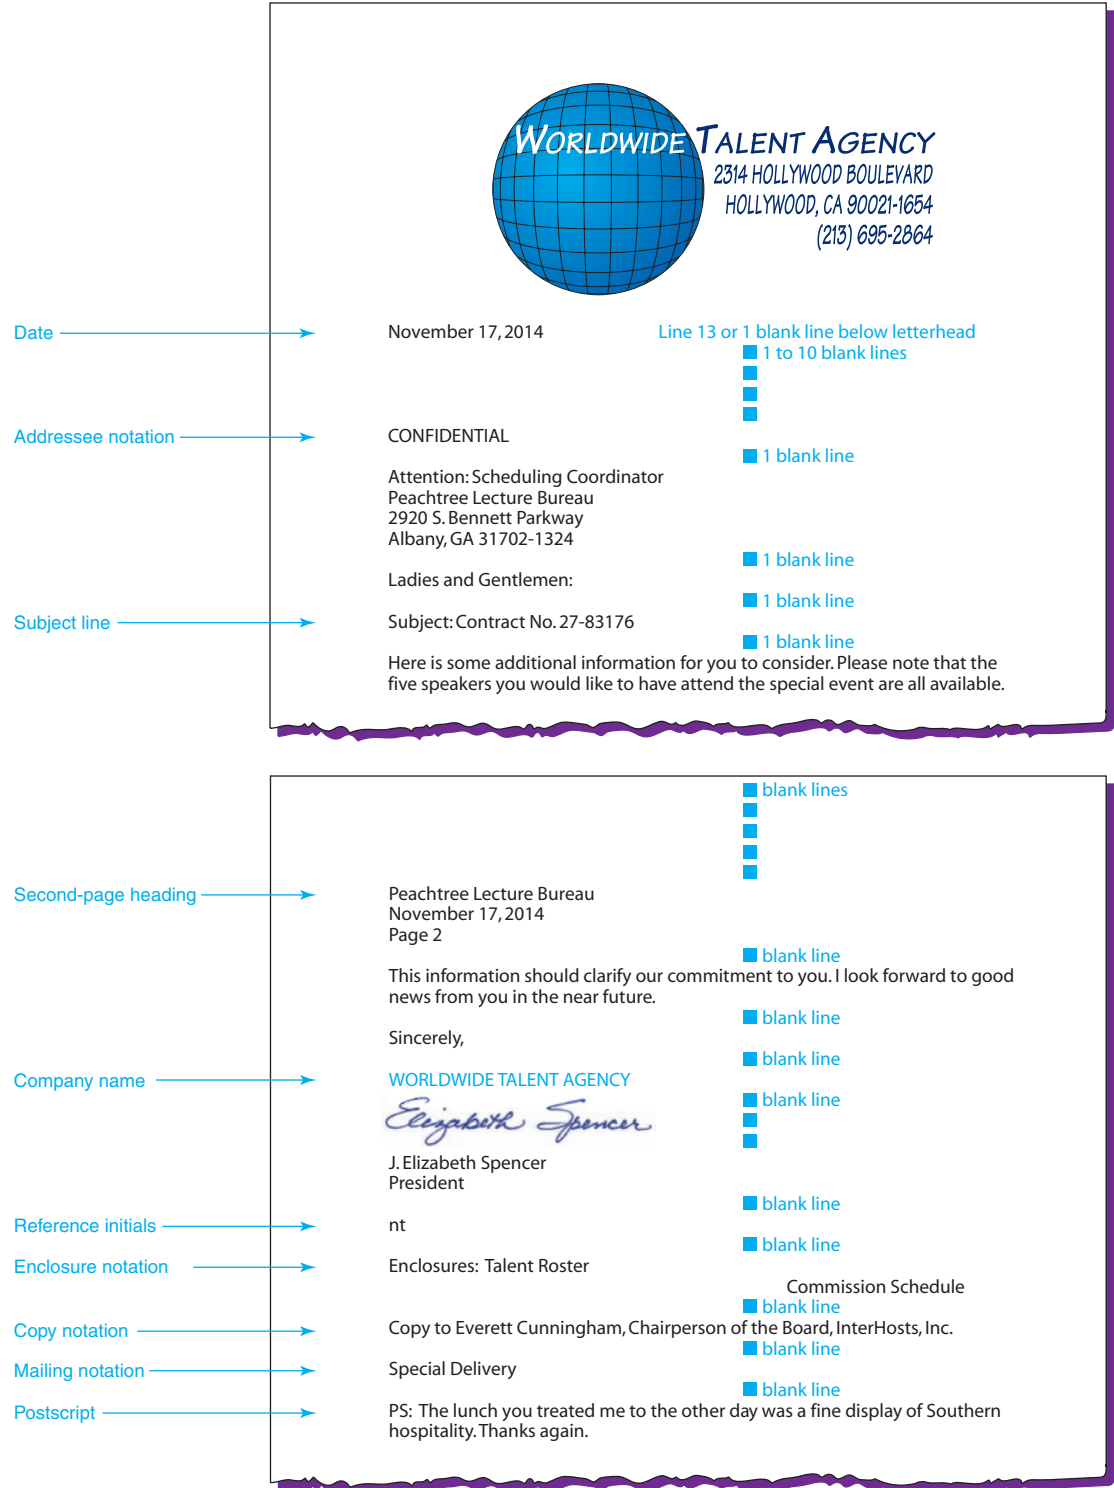 WORLDWIDE TALENT AGENCY
2314 HOLLYWOOD BOULEVARD
HOLLYWOOD, CA 90021-1654
(213) 695-2864
Date
November 17, 2014
Line 13 or 1 blank line below letterhead
1 to 10 blank lines
Addressee notation
CONFIDENTIAL
1 blank line
Attention: Scheduling Coordinator
Peachtree Lecture Bureau
2920 S. Bennett Parkway
Albany, GA 31702-1324
1 blank line
Ladies and Gentlemen:
1 blank line
Subject line
Subject: Contract No. 27-83176
1 blank line
Here is some additional information for you to consider. Please note that the
five speakers you would like to have attend the special event are all available.
blank lines
Second-page heading
Peachtree Lecture Bureau
November 17, 2014
Page 2
blank line
This information should clarify our commitment to you. I look forward to good
news from you in the near future.
blank line
Sincerely,
blank line
Company name
WORLDWIDE TALENT AGENCY
blank line
Elizabeth Spencer
J. Elizabeth Spencer
President
blank line
Reference initials
nt
blank line
Enclosure notation
Enclosures: Talent Roster
Commission Schedule
blank line
Copy notation
Copy to Everett Cunningham, Chairperson of the Board, InterHosts, Inc.
blank line
Mailing notation
Special Delivery
blank line
Postscript
PS: The lunch you treated me to the other day was a fine display of Southern
hospitality. Thanks again.